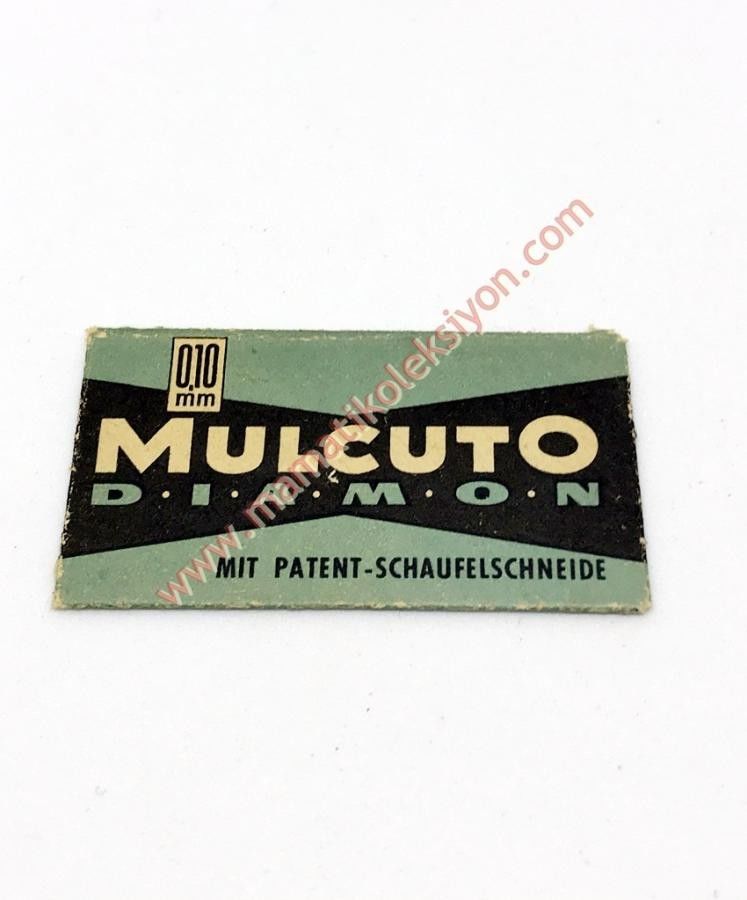 0,10
mm
MULCUTO
D·I·A·M·O·N
MIT PATENT-SCHAUFELSCHNEIDE
www.mamatikoleksiyon.com